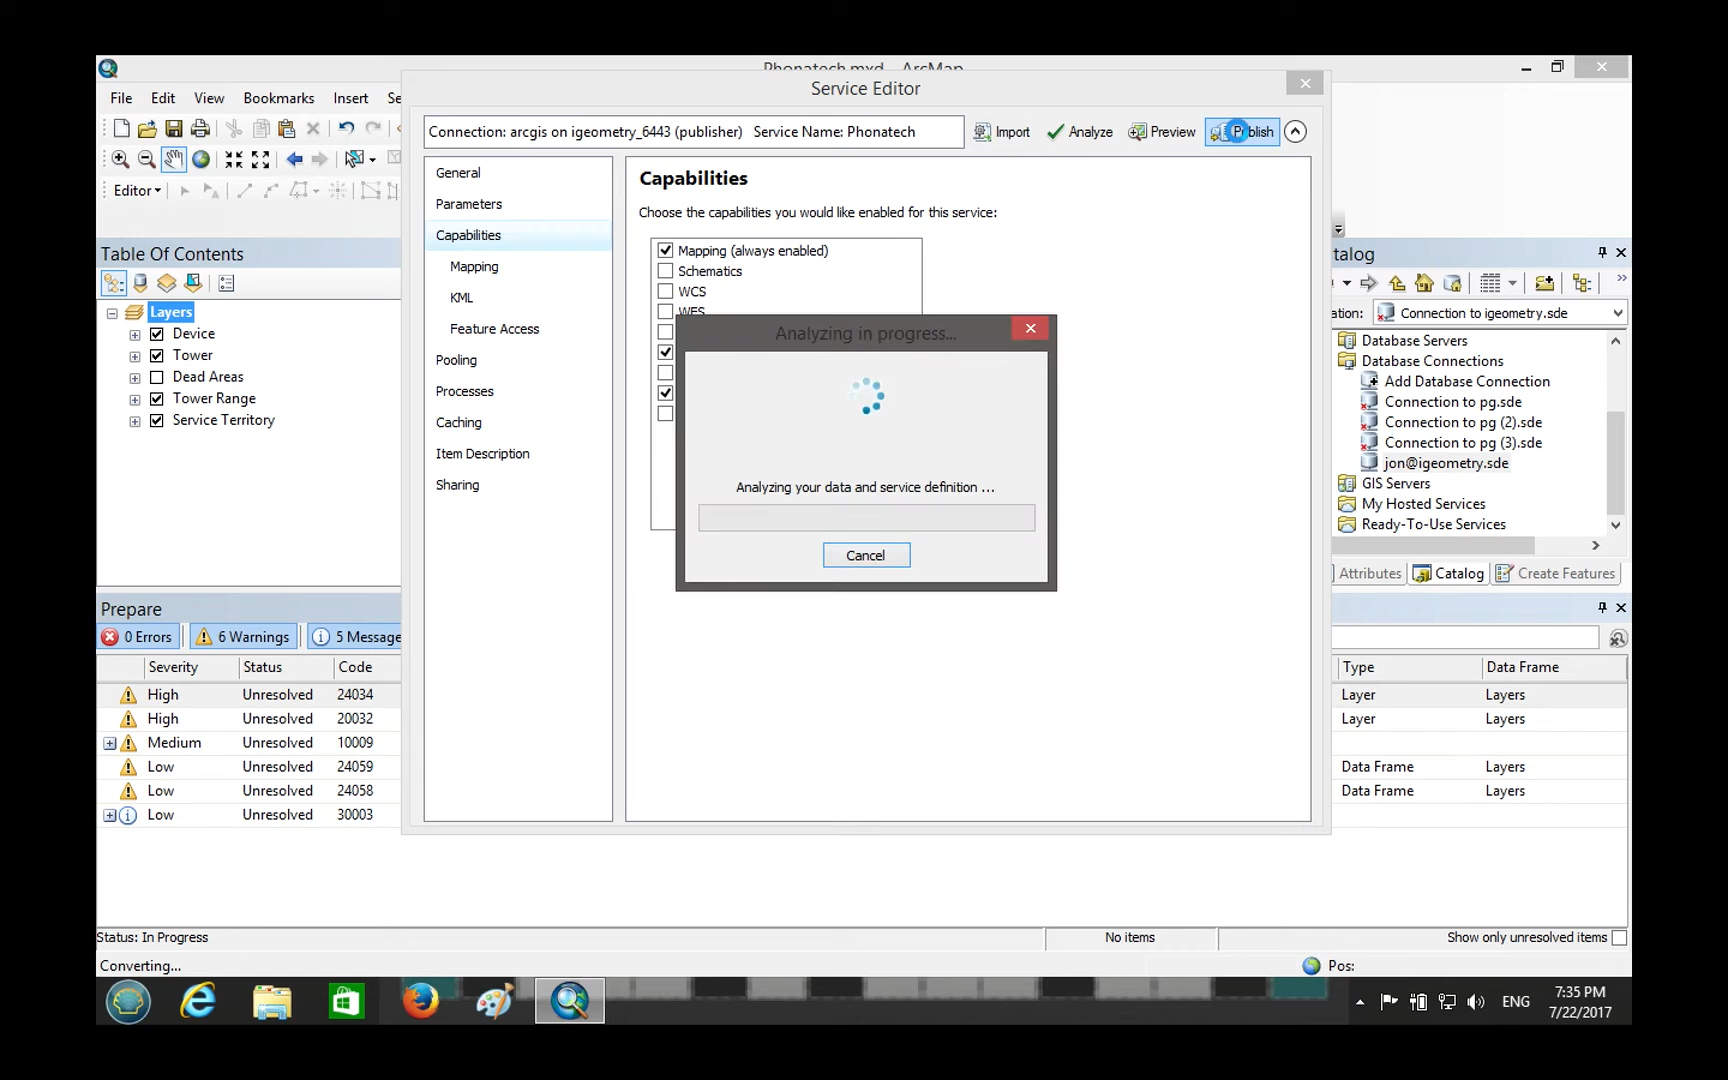 Phonatech.mxd - ArcMap
File Edit View Bookmarks Insert Se
Service Editor
Connection: arcgis on igeometry_6443 (publisher) Service Name: Phonatech
Import
Analyze
Preview
Publish
Editor
General
Parameters
Capabilities
Mapping
KML
Feature Access
Pooling
Processes
Caching
Item Description
Sharing
Capabilities
Choose the capabilities you would like enabled for this service:
Mapping (always enabled)
Schematics
WCS
WFS
Analyzing in progress...
Analyzing your data and service definition ...
Cancel
Table Of Contents
Layers
Device
Tower
Dead Areas
Tower Range
Service Territory
talog
ation: Connection to igeometry.sde
Database Servers
Database Connections
Add Database Connection
Connection to pg.sde
Connection to pg (2).sde
Connection to pg (3).sde
jon@igeometry.sde
GIS Servers
My Hosted Services
Ready-To-Use Services
Attributes Catalog Create Features
Prepare
0 Errors 6 Warnings 5 Message
Severity Status Code Type Data Frame
High Unresolved 24034 Layer Layers
High Unresolved 20032 Layer Layers
Medium Unresolved 10009
Low Unresolved 24059 Data Frame Layers
Low Unresolved 24058 Data Frame Layers
Low Unresolved 30003
Status: In Progress No items Show only unresolved items
Converting... Pos:
ENG
7:35 PM
7/22/2017